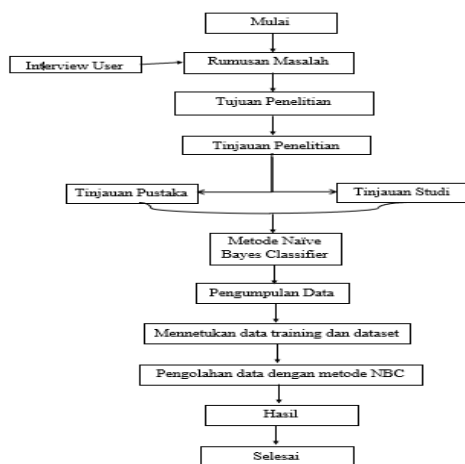 Mulai
Interview User
Rumusan Masalah
Tujuan Penelitian
Tinjauan Penelitian
Tinjauan Pustaka
Tinjauan Studi
Metode Naïve
Bayes Classifier
Pengumpulan Data
Mennetukan data training dan dataset
Pengolahan data dengan metode NBC
Hasil
Selesai